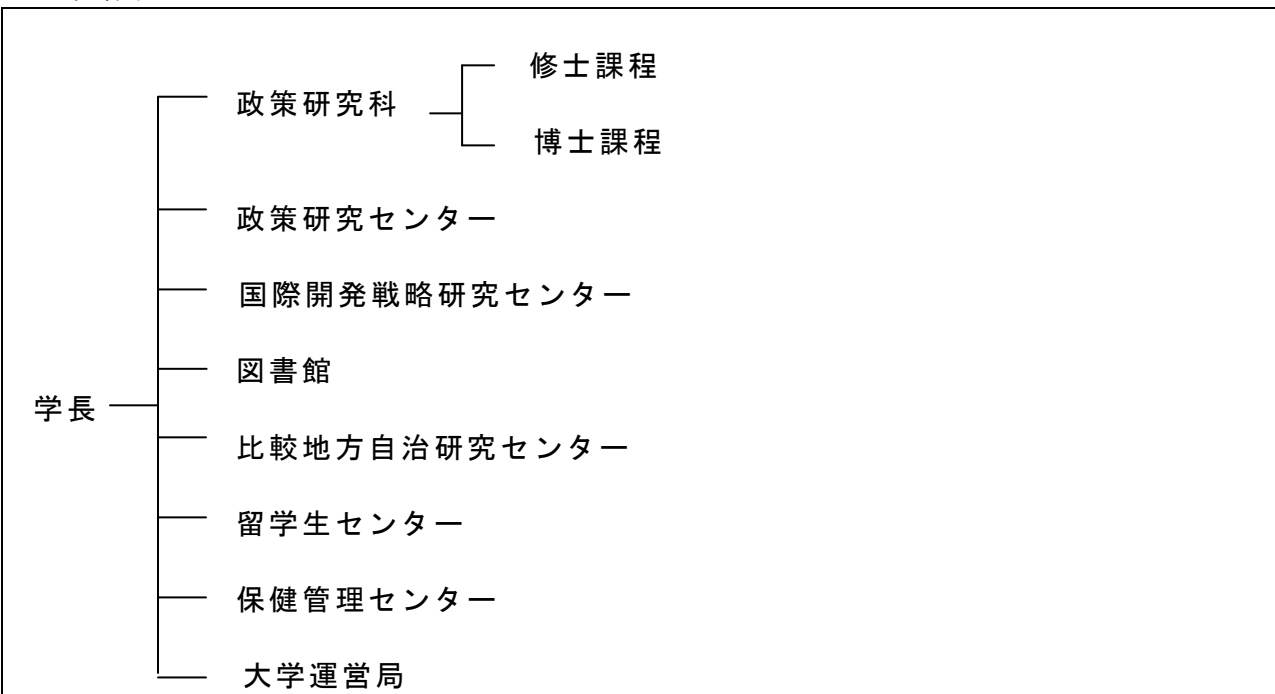 修士課程
政策研究科
博士課程
政策研究センター
国際開発戦略研究センター
図書館
学長
比較地方自治研究センター
留学生センター
保健管理センター
大学運営局